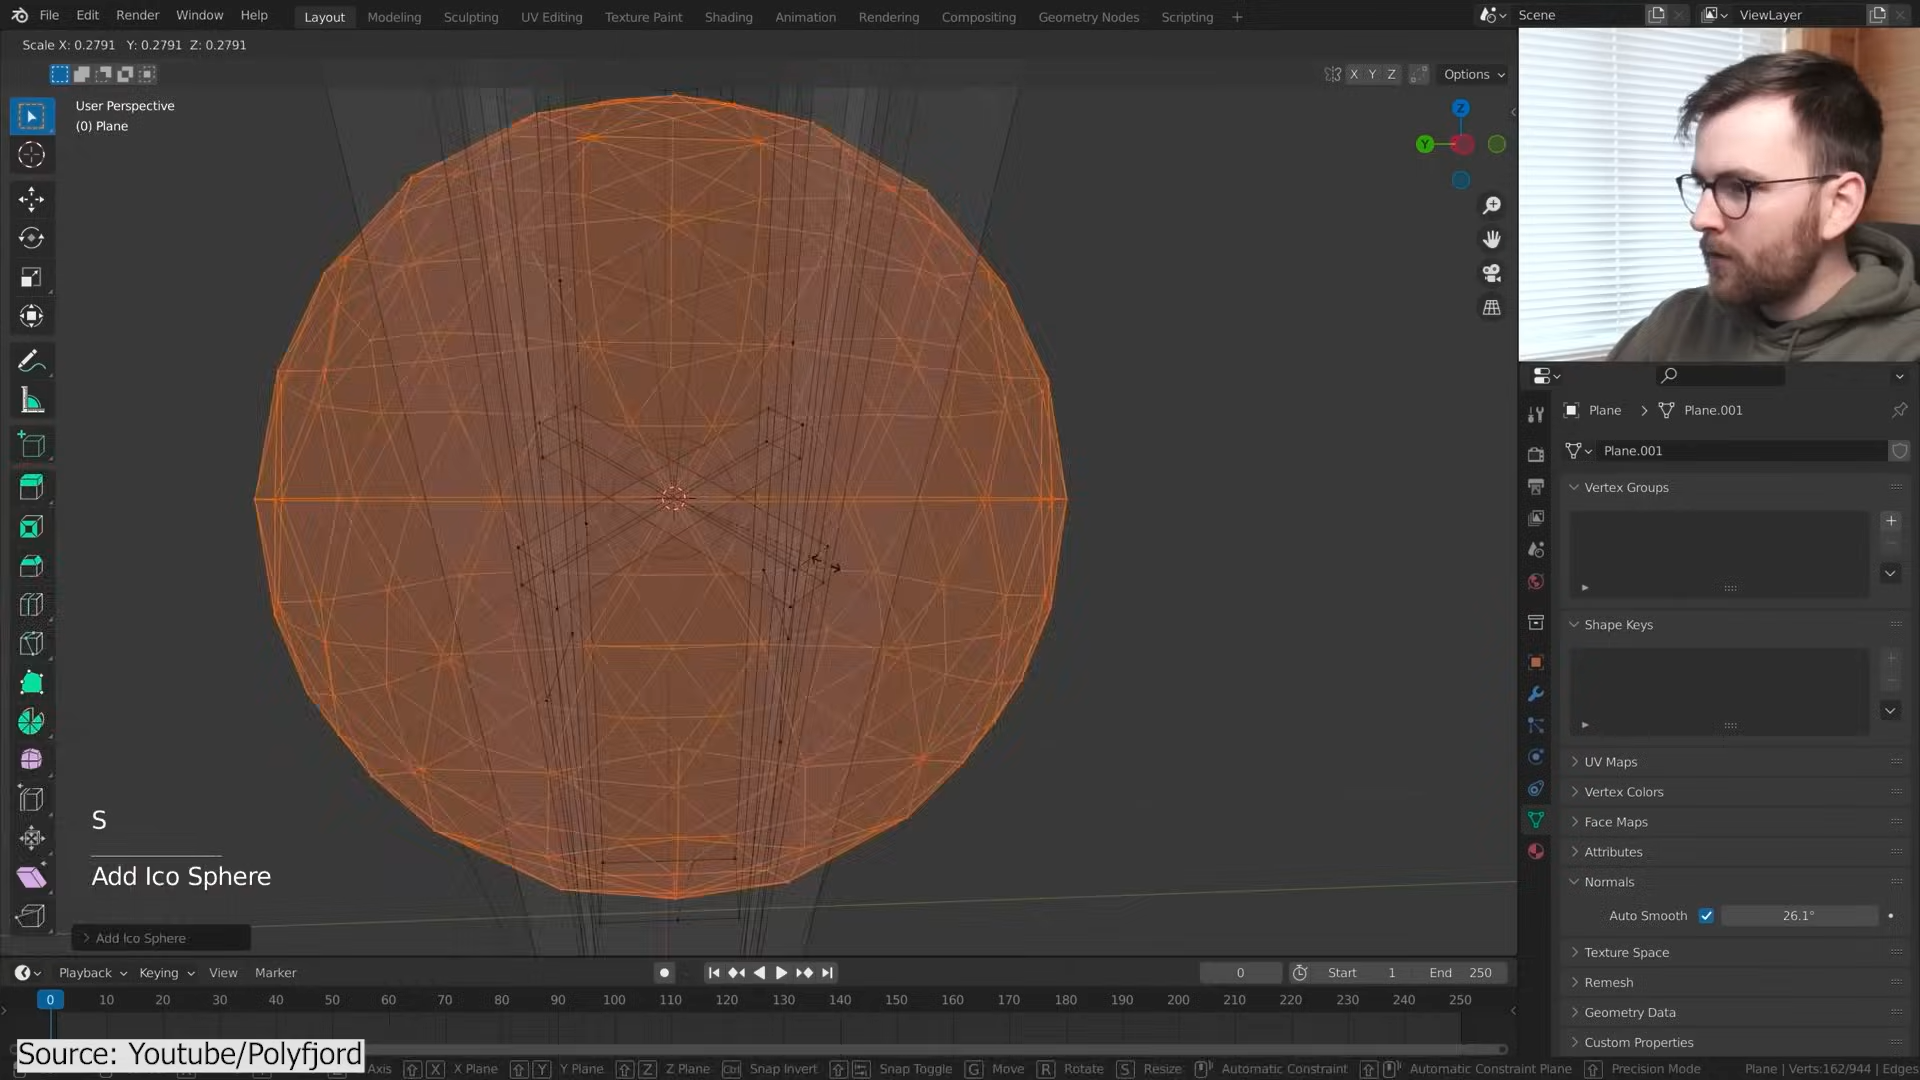 File Edit Render Window Help Layout Modeling Sculpting UV Editing Texture Paint Shading Animation Rendering Compositing Geometry Nodes Scripting + Scene ViewLayer
Scale X: 0.2791 Y: 0.2791 Z: 0.2791
X Y Z Options
User Perspective
(0) Plane
Z
Y
Plane > Plane.001
Plane.001
Vertex Groups
Shape Keys
UV Maps
Vertex Colors
Face Maps
Attributes
Normals
Auto Smooth 26.1°
Texture Space
Remesh
Geometry Data
Custom Properties
S
Add Ico Sphere
Add Ico Sphere
Playback Keying View Marker 0 Start 1 End 250
0 10 20 30 40 50 60 70 80 90 100 110 120 130 140 150 160 170 180 190 200 210 220 230 240 250
Source: Youtube/Polyfjord
Axis X X Plane Y Y Plane Z Z Plane Ctrl Snap Invert Snap Toggle G Move R Rotate S Resize Automatic Constraint Automatic Constraint Plane Precision Mode Plane | Verts:162/944 | Edges